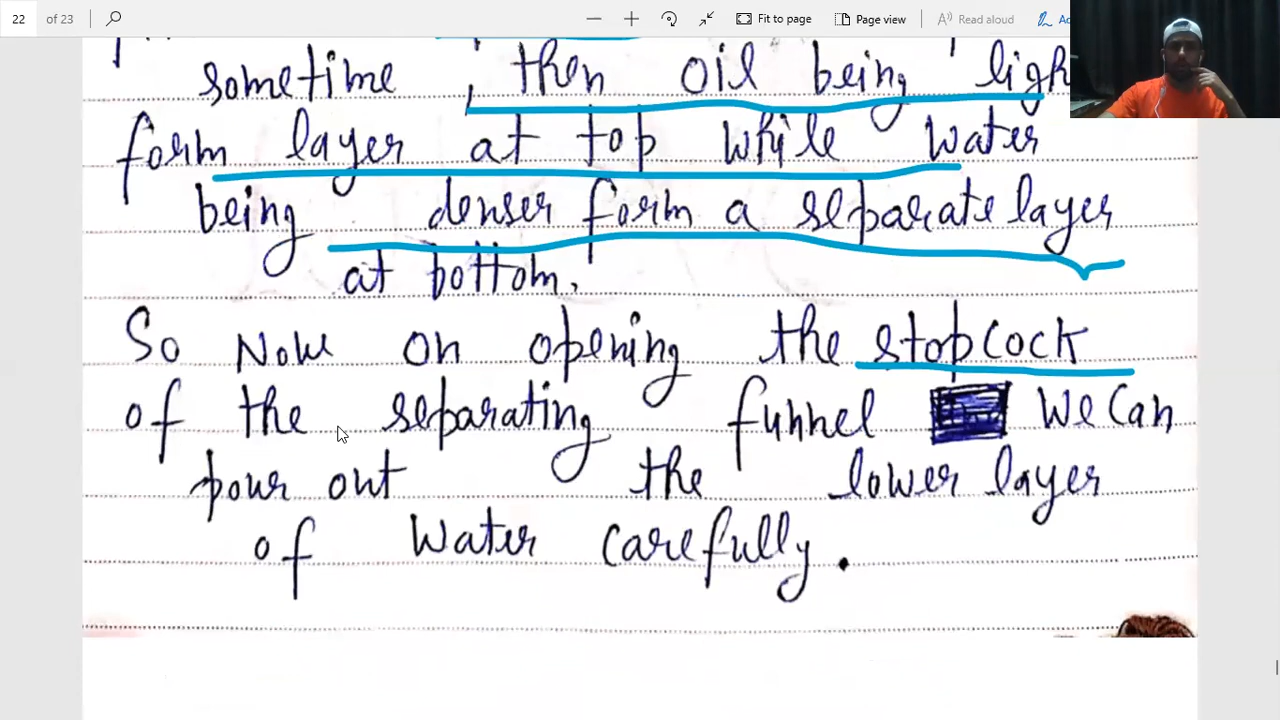 22 of 23 Fit to page Page view Read aloud
sometime , then oil being
form layer at top while water
being denser form a separate layer
at bottom.
So Now on opening the stopcock
of the separating funnel We Can
pour out the lower layer
of Water carefully.